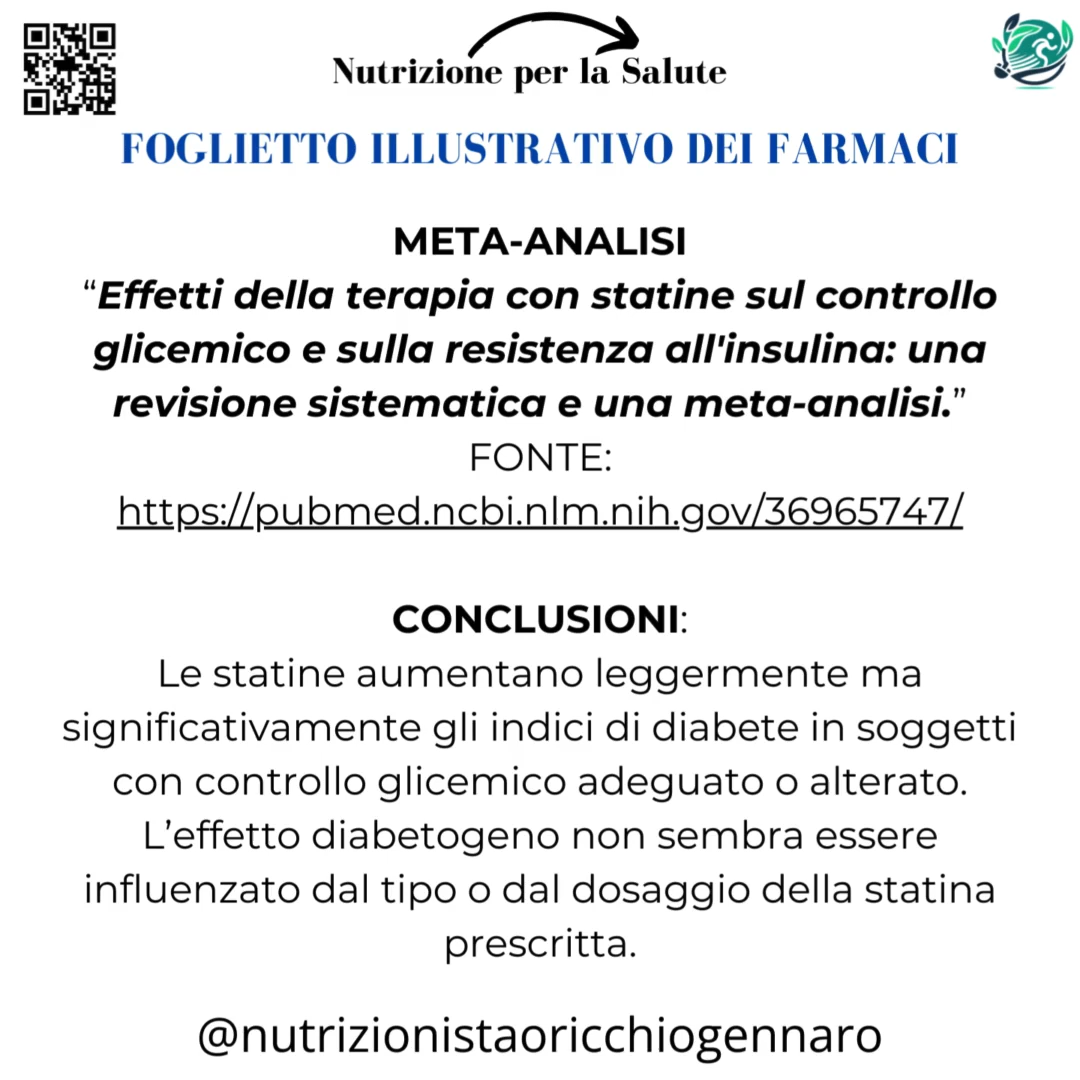 Nutrizione per la Salute
FOGLIETTO ILLUSTRATIVO DEI FARMACI
META-ANALISI
“Effetti della terapia con statine sul controllo
glicemico e sulla resistenza all'insulina: una
revisione sistematica e una meta-analisi.”
FONTE:
https://pubmed.ncbi.nlm.nih.gov/36965747/
CONCLUSIONI:
Le statine aumentano leggermente ma
significativamente gli indici di diabete in soggetti
con controllo glicemico adeguato o alterato.
L’effetto diabetogeno non sembra essere
influenzato dal tipo o dal dosaggio della statina
prescritta.
@nutrizionistaoricchiogennaro